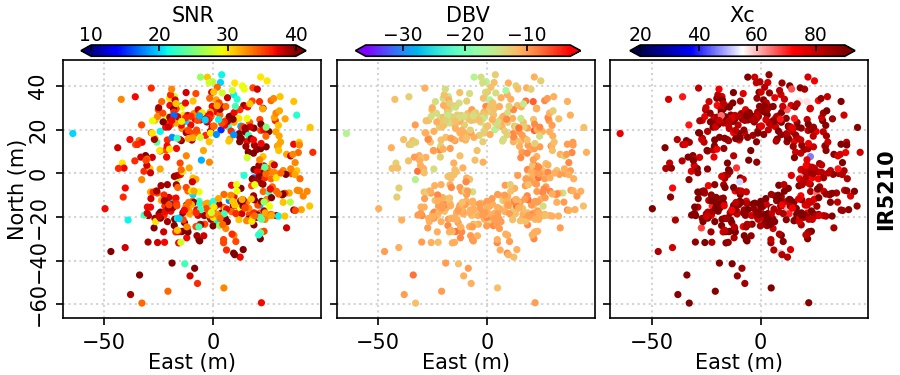 SNR
DBV
Xc
10 20 30 40
−30 −20 −10
20 40 60 80
North (m)
40
20
0
−20
−40
−60
IR5210
−50 0
−50 0
−50 0
East (m)
East (m)
East (m)